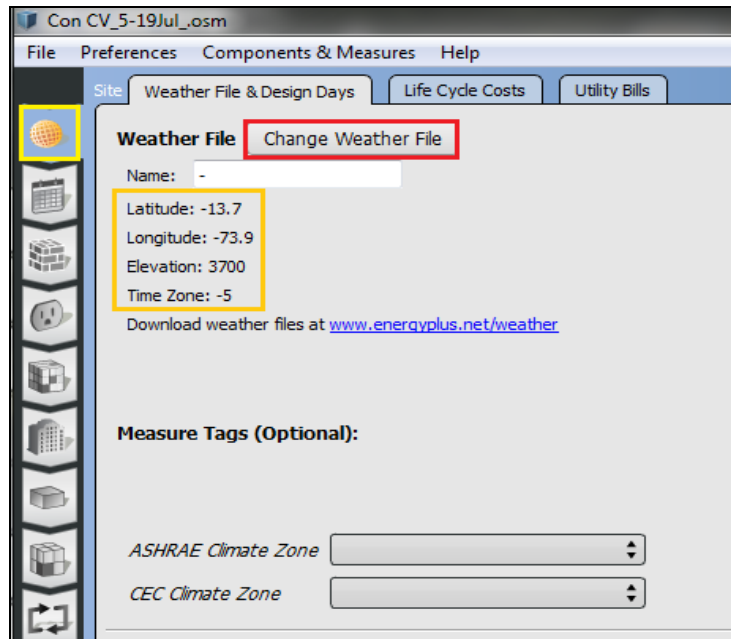 Con CV_5-19Jul_.osm
File Preferences Components & Measures Help
Site Weather File & Design Days Life Cycle Costs Utility Bills
Weather File Change Weather File
Name: -
Latitude: -13.7
Longitude: -73.9
Elevation: 3700
Time Zone: -5
Download weather files at www.energyplus.net/weather
Measure Tags (Optional):
ASHRAE Climate Zone
CEC Climate Zone